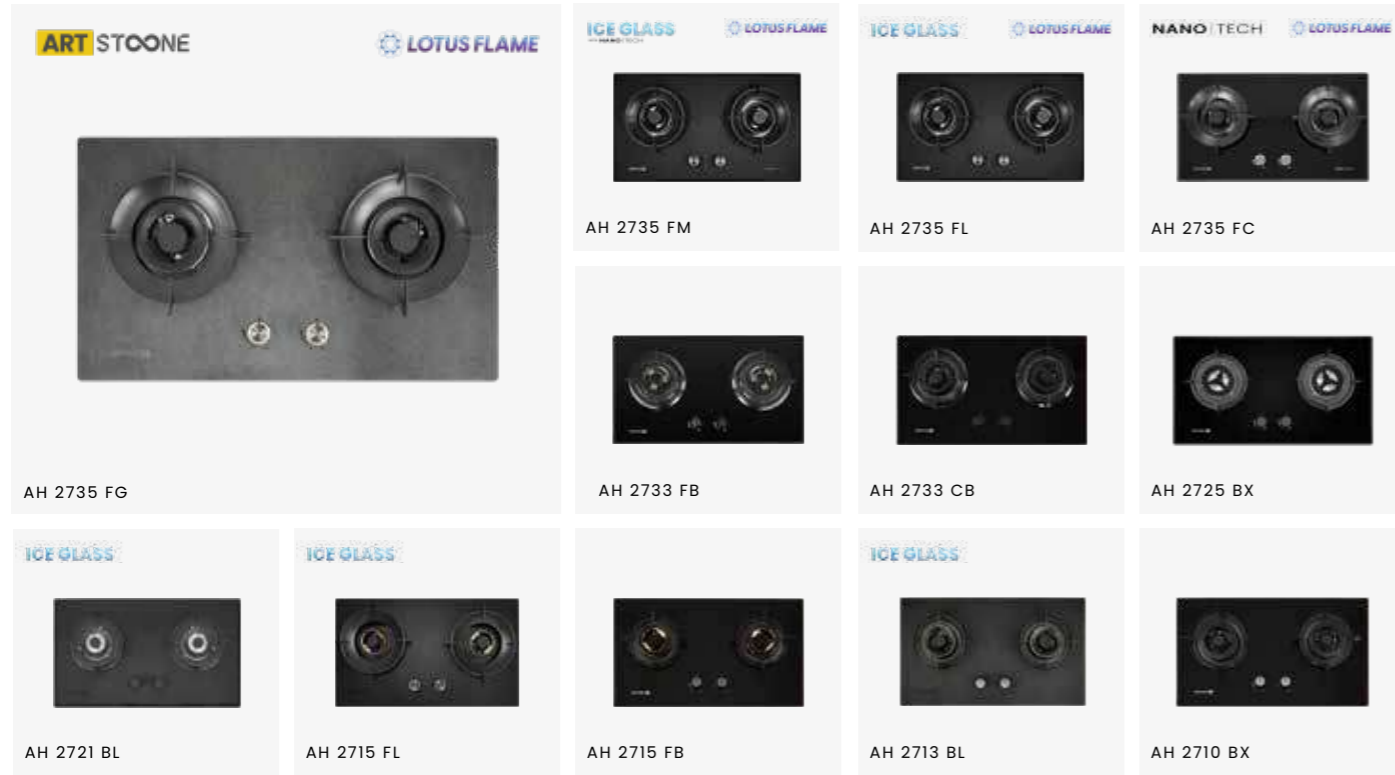 ART STOONE
LOTUS FLAME
AH 2735 FG
ICE GLASS
NANO TECH
LOTUS FLAME
AH 2735 FM
ICE GLASS
LOTUS FLAME
AH 2735 FL
NANO TECH
LOTUS FLAME
AH 2735 FC
AH 2733 FB
AH 2733 CB
AH 2725 BX
ICE GLASS
AH 2721 BL
ICE GLASS
AH 2715 FL
AH 2715 FB
ICE GLASS
AH 2713 BL
AH 2710 BX